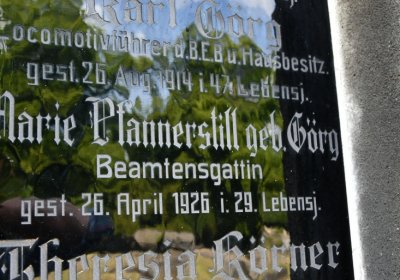 Karl Görg
Locomotivführer d. B.E.B. u. Hausbesitz.
gest. 26. Aug. 1914 i. 47. Lebensj.
Marie Pfannerstill geb. Görg
Beamtensgattin
gest. 26. April 1926 i. 29. Lebensj.
Theresia Körner